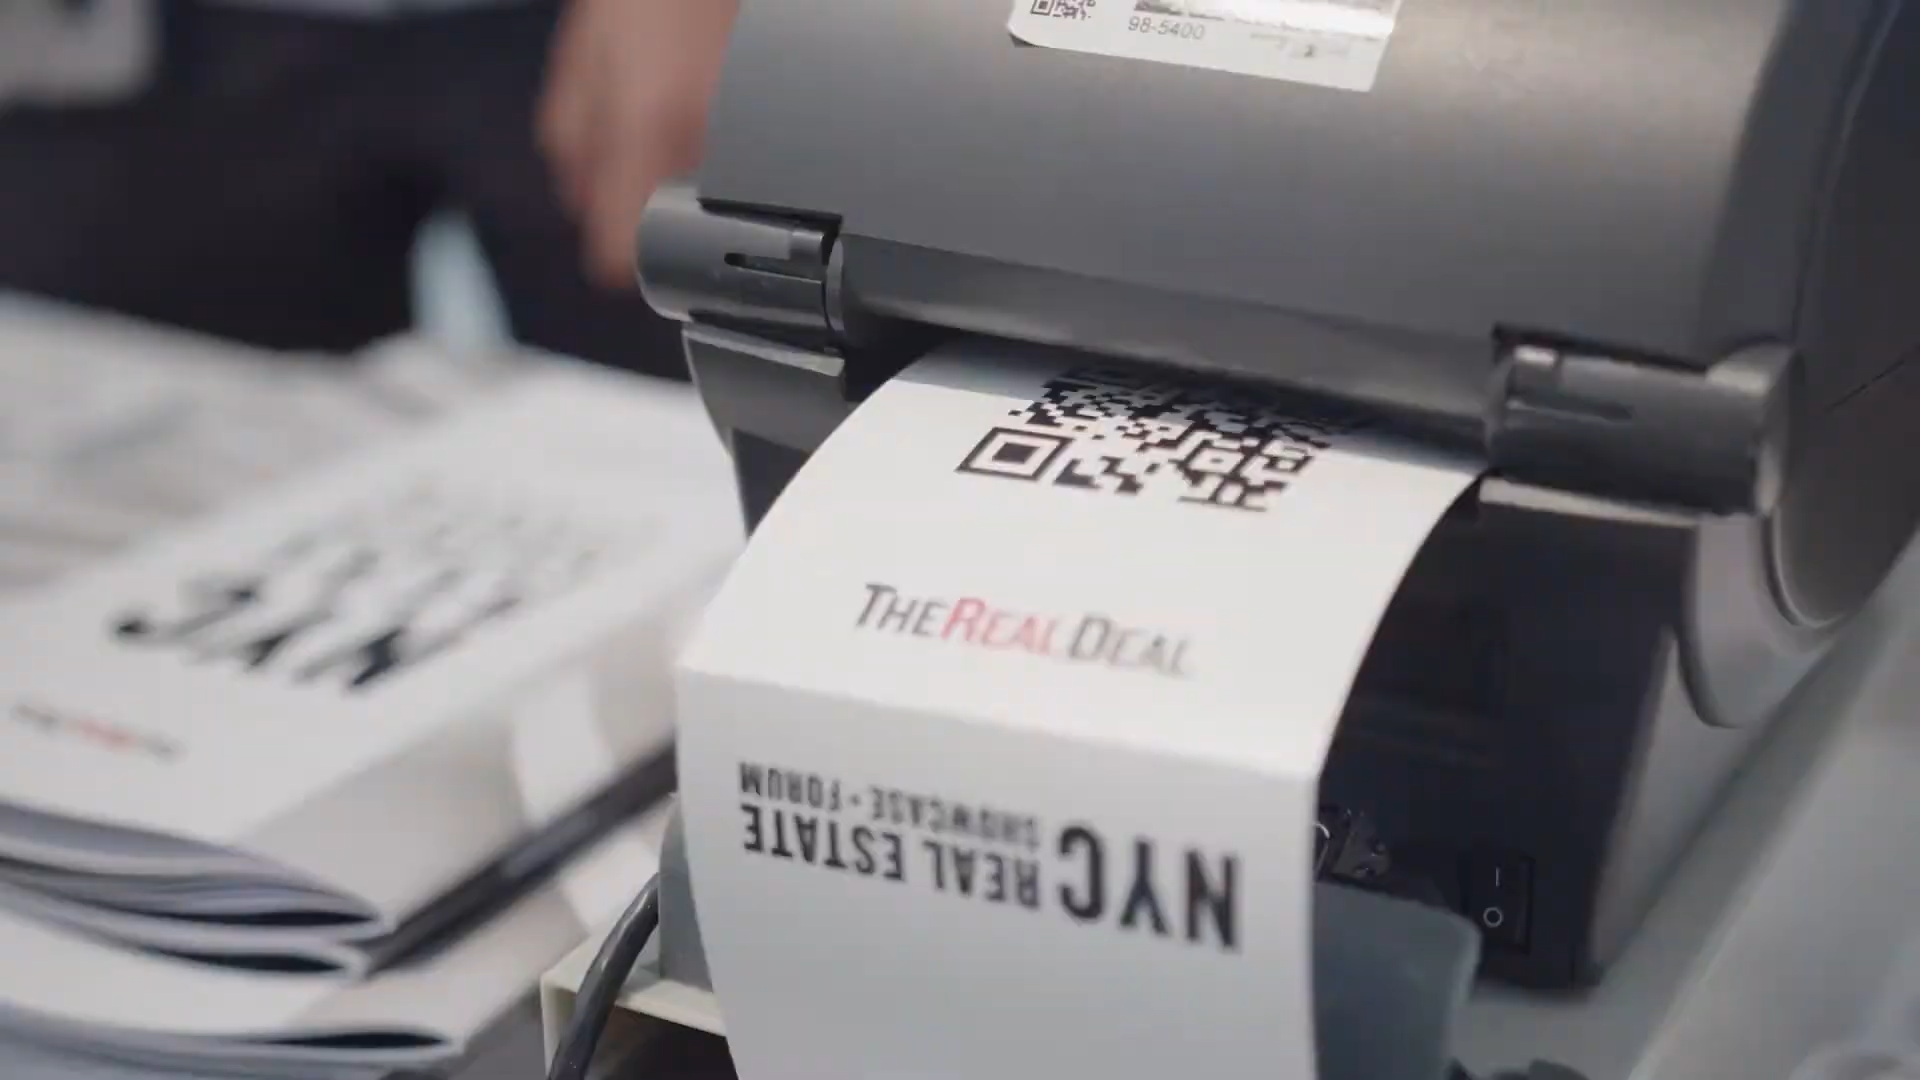 98-5400
THEREALDEAL
NYC REAL ESTATE
SHOWCASE • FORUM
NYC